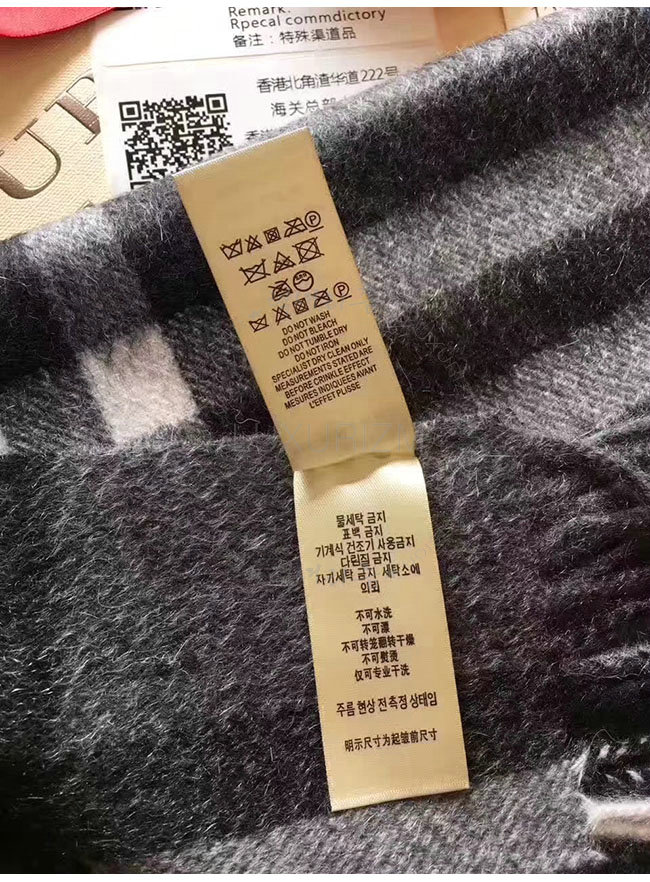 Remark:
Rpecal commdictory
备注：特殊渠道品
香港北角渣华道222号
海关总部
UR
DO NOT WASH
DO NOT BLEACH
DO NOT TUMBLE DRY
DO NOT IRON
SPECIALIST DRY CLEAN ONLY
MEASUREMENTS STATED ARE
BEFORE CRINKLE EFFECT
MESURES INDIQUEES AVANT
L'EFFET PLISSE
물세탁 금지
표백 금지
기계식 건조기 사용금지
다림질 금지
자기세탁 금지 세탁소에
의뢰
不可水洗
不可漂
不可转笼翻转干燥
不可熨烫
仅可专业干洗
주름 현상 전 측정 상태임
明示尺寸为起皱前尺寸